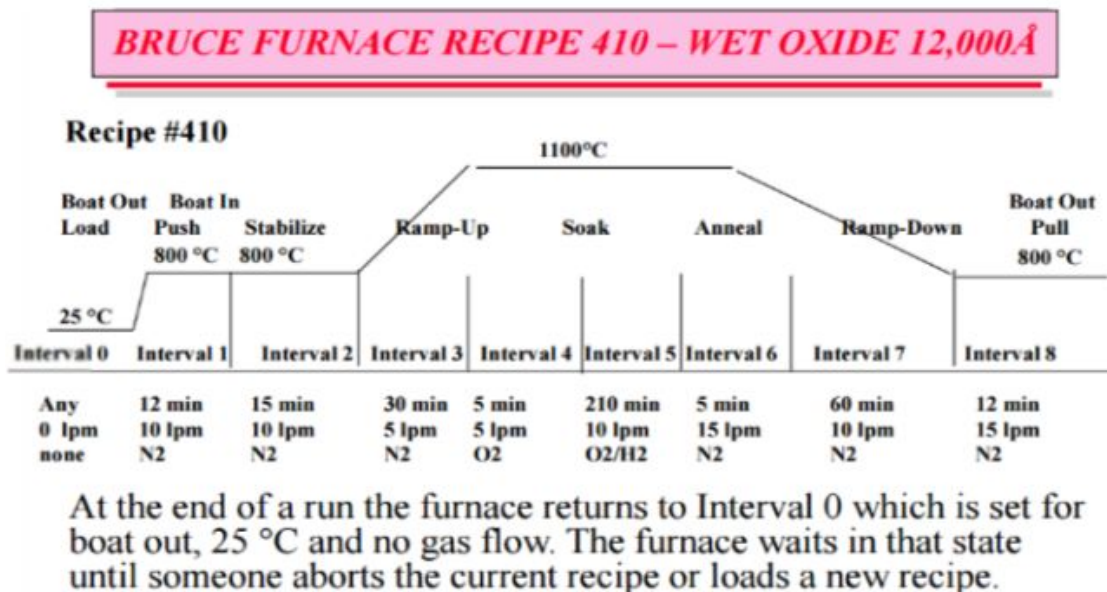 BRUCE FURNACE RECIPE 410 – WET OXIDE 12,000Å
Recipe #410
1100°C
Boat Out Boat In Boat Out
Load Push Stabilize Ramp-Up Soak Anneal Ramp-Down Pull
800 °C 800 °C 800 °C
25 °C
Interval 0 Interval 1 Interval 2 Interval 3 Interval 4 Interval 5 Interval 6 Interval 7 Interval 8
Any 12 min 15 min 30 min 5 min 210 min 5 min 60 min 12 min
0 lpm 10 lpm 10 lpm 5 lpm 5 lpm 10 lpm 15 lpm 10 lpm 15 lpm
none N2 N2 N2 O2 O2/H2 N2 N2 N2
At the end of a run the furnace returns to Interval 0 which is set for
boat out, 25 °C and no gas flow. The furnace waits in that state
until someone aborts the current recipe or loads a new recipe.